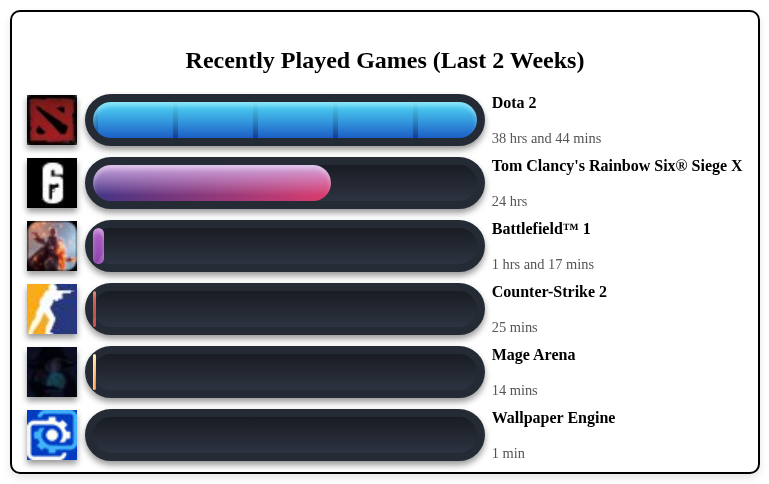 Recently Played Games (Last 2 Weeks)
Dota 2
38 hrs and 44 mins
Tom Clancy's Rainbow Six® Siege X
24 hrs
Battlefield™ 1
1 hrs and 17 mins
Counter-Strike 2
25 mins
Mage Arena
14 mins
Wallpaper Engine
1 min